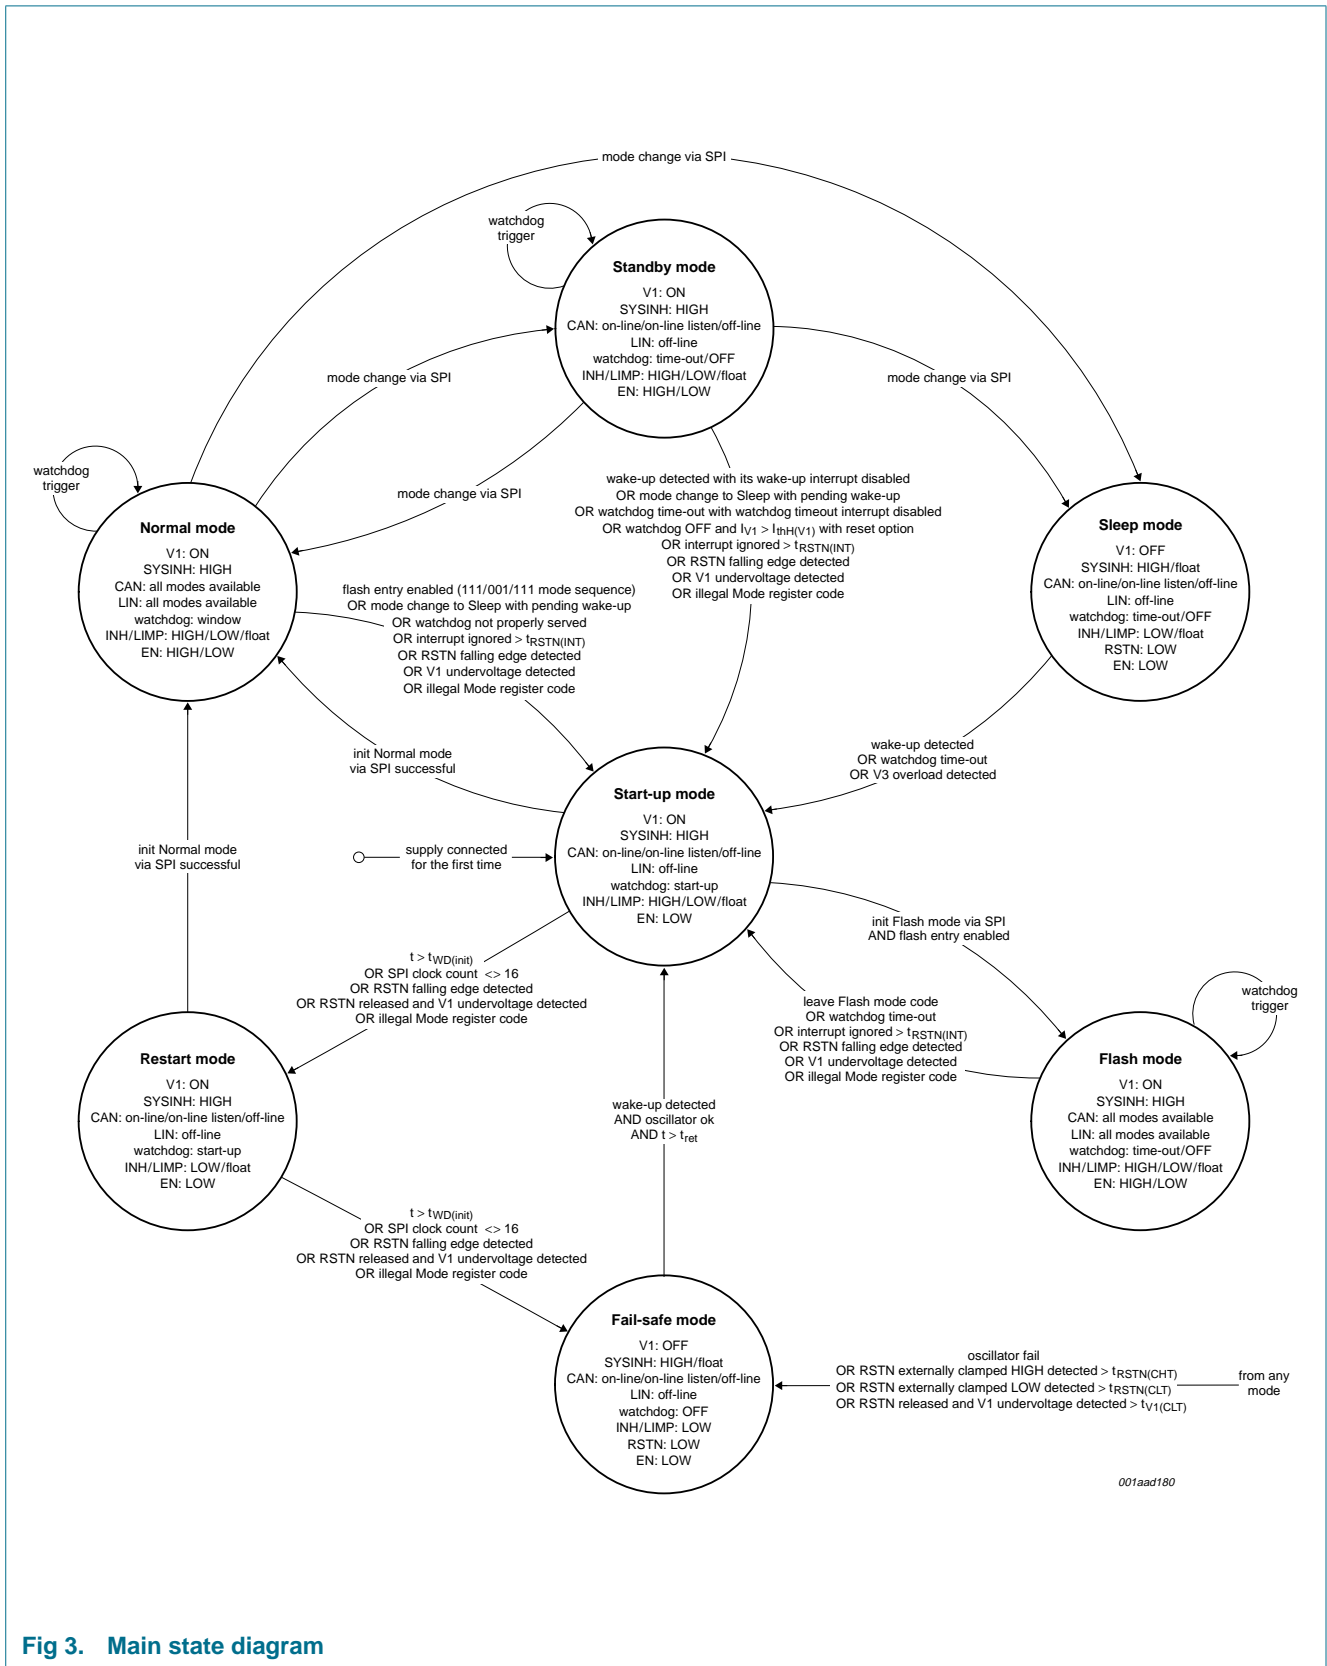 mode change via SPI
watchdog
trigger
Standby mode
V1: ON
SYSINH: HIGH
CAN: on-line/on-line listen/off-line
LIN: off-line
watchdog: time-out/OFF
INH/LIMP: HIGH/LOW/float
EN: HIGH/LOW
mode change via SPI
mode change via SPI
mode change via SPI
watchdog
trigger
Normal mode
V1: ON
SYSINH: HIGH
CAN: all modes available
LIN: all modes available
watchdog: window
INH/LIMP: HIGH/LOW/float
EN: HIGH/LOW
wake-up detected with its wake-up interrupt disabled
OR mode change to Sleep with pending wake-up
OR watchdog time-out with watchdog timeout interrupt disabled
OR watchdog OFF and IV1 > IthH(V1) with reset option
OR interrupt ignored > tRSTN(INT)
OR RSTN falling edge detected
OR V1 undervoltage detected
OR illegal Mode register code
Sleep mode
V1: OFF
SYSINH: HIGH/float
CAN: on-line/on-line listen/off-line
LIN: off-line
watchdog: time-out/OFF
INH/LIMP: LOW/float
RSTN: LOW
EN: LOW
flash entry enabled (111/001/111 mode sequence)
OR mode change to Sleep with pending wake-up
OR watchdog not properly served
OR interrupt ignored > tRSTN(INT)
OR RSTN falling edge detected
OR V1 undervoltage detected
OR illegal Mode register code
init Normal mode
via SPI successful
wake-up detected
OR watchdog time-out
OR V3 overload detected
Start-up mode
V1: ON
SYSINH: HIGH
CAN: on-line/on-line listen/off-line
LIN: off-line
watchdog: start-up
INH/LIMP: HIGH/LOW/float
EN: LOW
supply connected
for the first time
init Normal mode
via SPI successful
init Flash mode via SPI
AND flash entry enabled
t > tWD(init)
OR SPI clock count <> 16
OR RSTN falling edge detected
OR RSTN released and V1 undervoltage detected
OR illegal Mode register code
leave Flash mode code
OR watchdog time-out
OR interrupt ignored > tRSTN(INT)
OR RSTN falling edge detected
OR V1 undervoltage detected
OR illegal Mode register code
watchdog
trigger
Restart mode
V1: ON
SYSINH: HIGH
CAN: on-line/on-line listen/off-line
LIN: off-line
watchdog: start-up
INH/LIMP: LOW/float
EN: LOW
Flash mode
V1: ON
SYSINH: HIGH
CAN: all modes available
LIN: all modes available
watchdog: time-out/OFF
INH/LIMP: HIGH/LOW/float
EN: HIGH/LOW
wake-up detected
AND oscillator ok
AND t > tret
t > tWD(init)
OR SPI clock count <> 16
OR RSTN falling edge detected
OR RSTN released and V1 undervoltage detected
OR illegal Mode register code
Fail-safe mode
V1: OFF
SYSINH: HIGH/float
CAN: on-line/on-line listen/off-line
LIN: off-line
watchdog: OFF
INH/LIMP: LOW
RSTN: LOW
EN: LOW
oscillator fail
OR RSTN externally clamped HIGH detected > tRSTN(CHT)
OR RSTN externally clamped LOW detected > tRSTN(CLT)
OR RSTN released and V1 undervoltage detected > tV1(CLT)
from any
mode
001aad180
Fig 3. Main state diagram